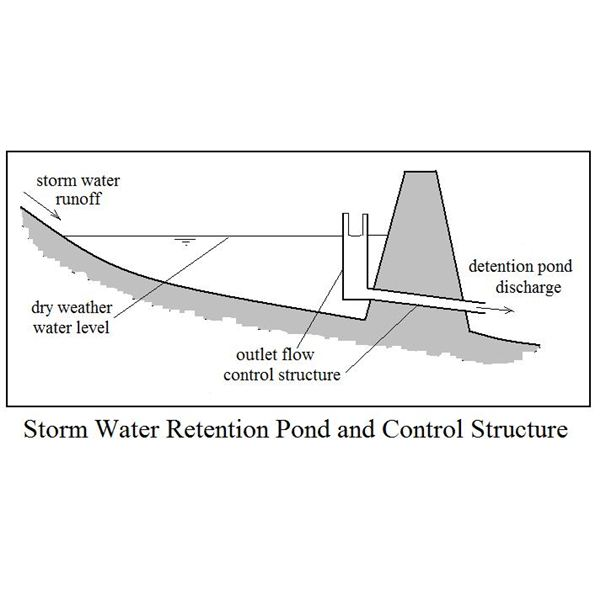 storm water
runoff
detention pond
discharge
dry weather
water level
outlet flow
control structure
Storm Water Retention Pond and Control Structure